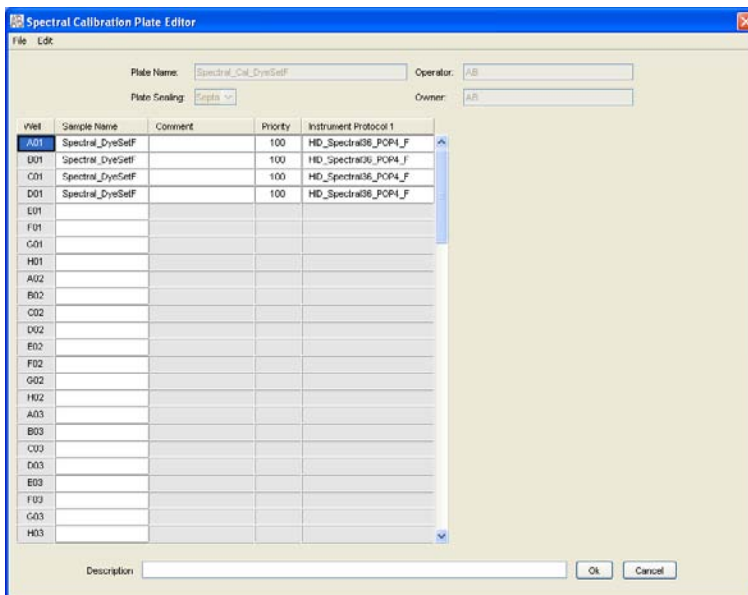 Spectral Calibration Plate Editor
File Edit
Plate Name: Spectral_Cal_DyeSetF Operator: AB
Plate Sealing: Septa Owner: AB
Well Sample Name Comment Priority Instrument Protocol 1
A01 Spectral_DyeSetF 100 HID_Spectral36_POP4_F
B01 Spectral_DyeSetF 100 HID_Spectral36_POP4_F
C01 Spectral_DyeSetF 100 HID_Spectral36_POP4_F
D01 Spectral_DyeSetF 100 HID_Spectral36_POP4_F
E01
F01
G01
H01
A02
B02
C02
D02
E02
F02
G02
H02
A03
B03
C03
D03
E03
F03
G03
H03
Description Ok Cancel